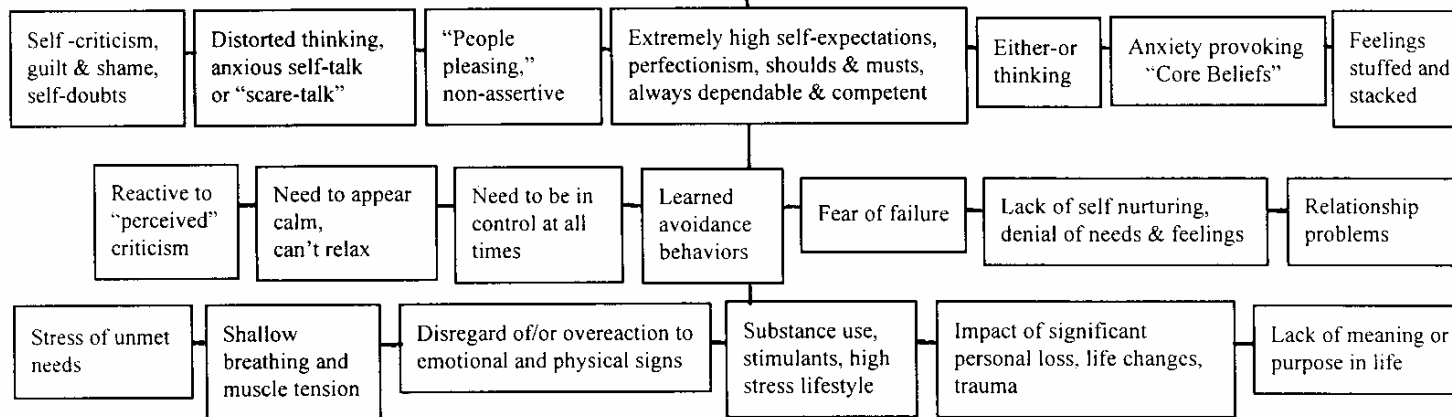 Self -criticism,
guilt & shame,
self-doubts
Distorted thinking,
anxious self-talk
or “scare-talk”
“People
pleasing,”
non-assertive
Extremely high self-expectations,
perfectionism, shoulds & musts,
always dependable & competent
Either-or
thinking
Anxiety provoking
“Core Beliefs”
Feelings
stuffed and
stacked
Reactive to
“perceived”
criticism
Need to appear
calm,
can’t relax
Need to be in
control at all
times
Learned
avoidance
behaviors
Fear of failure
Lack of self nurturing,
denial of needs & feelings
Relationship
problems
Stress of unmet
needs
Shallow
breathing and
muscle tension
Disregard of/or overeaction to
emotional and physical signs
Substance use,
stimulants, high
stress lifestyle
Impact of significant
personal loss, life changes,
trauma
Lack of meaning or
purpose in life